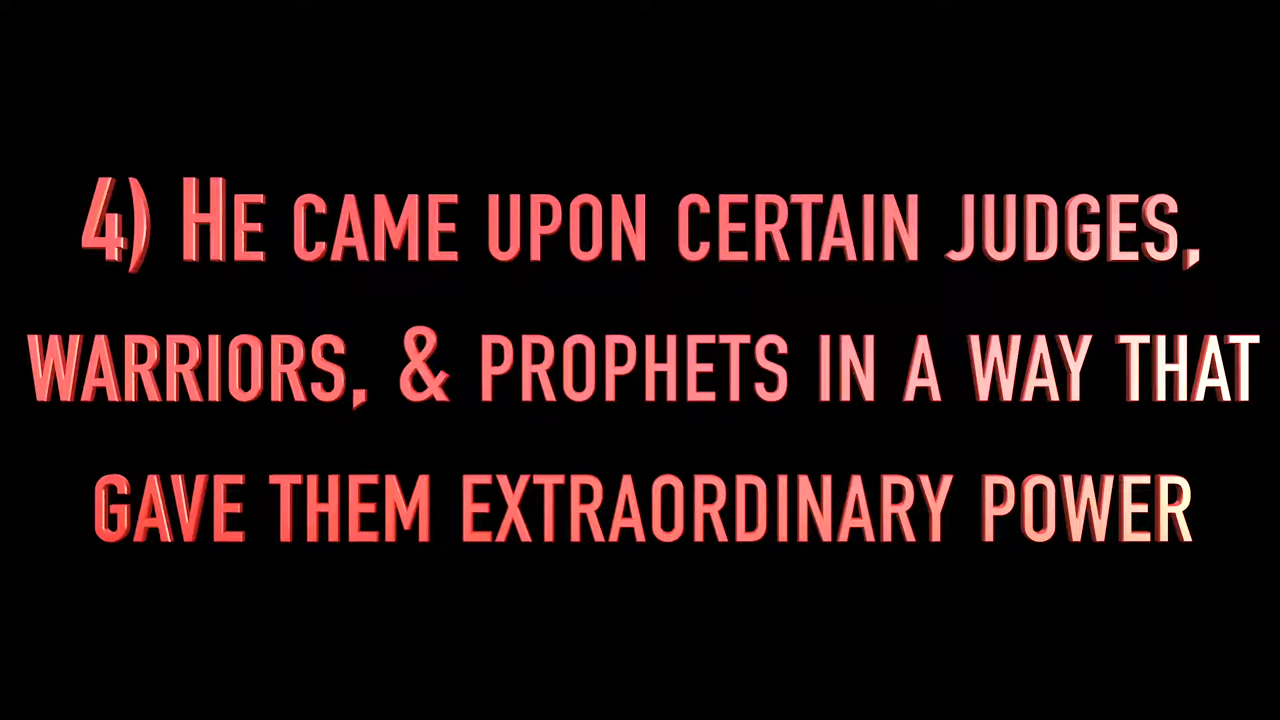 4) He came upon certain judges,
warriors, & prophets in a way that
gave them extraordinary power